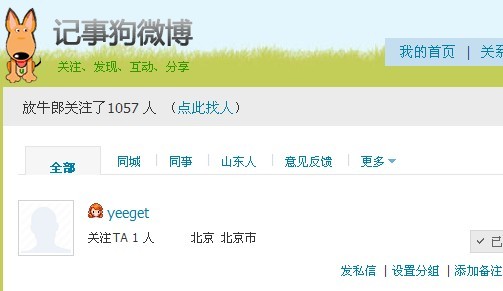 记事狗微博
关注、发现、互动、分享
我的首页 | 关系
放牛郎关注了1057 人 （点此找人）
全部 同城 同事 山东人 意见反馈 更多
yeeget
关注TA 1 人 北京 北京市
已
发私信 | 设置分组 | 添加备注